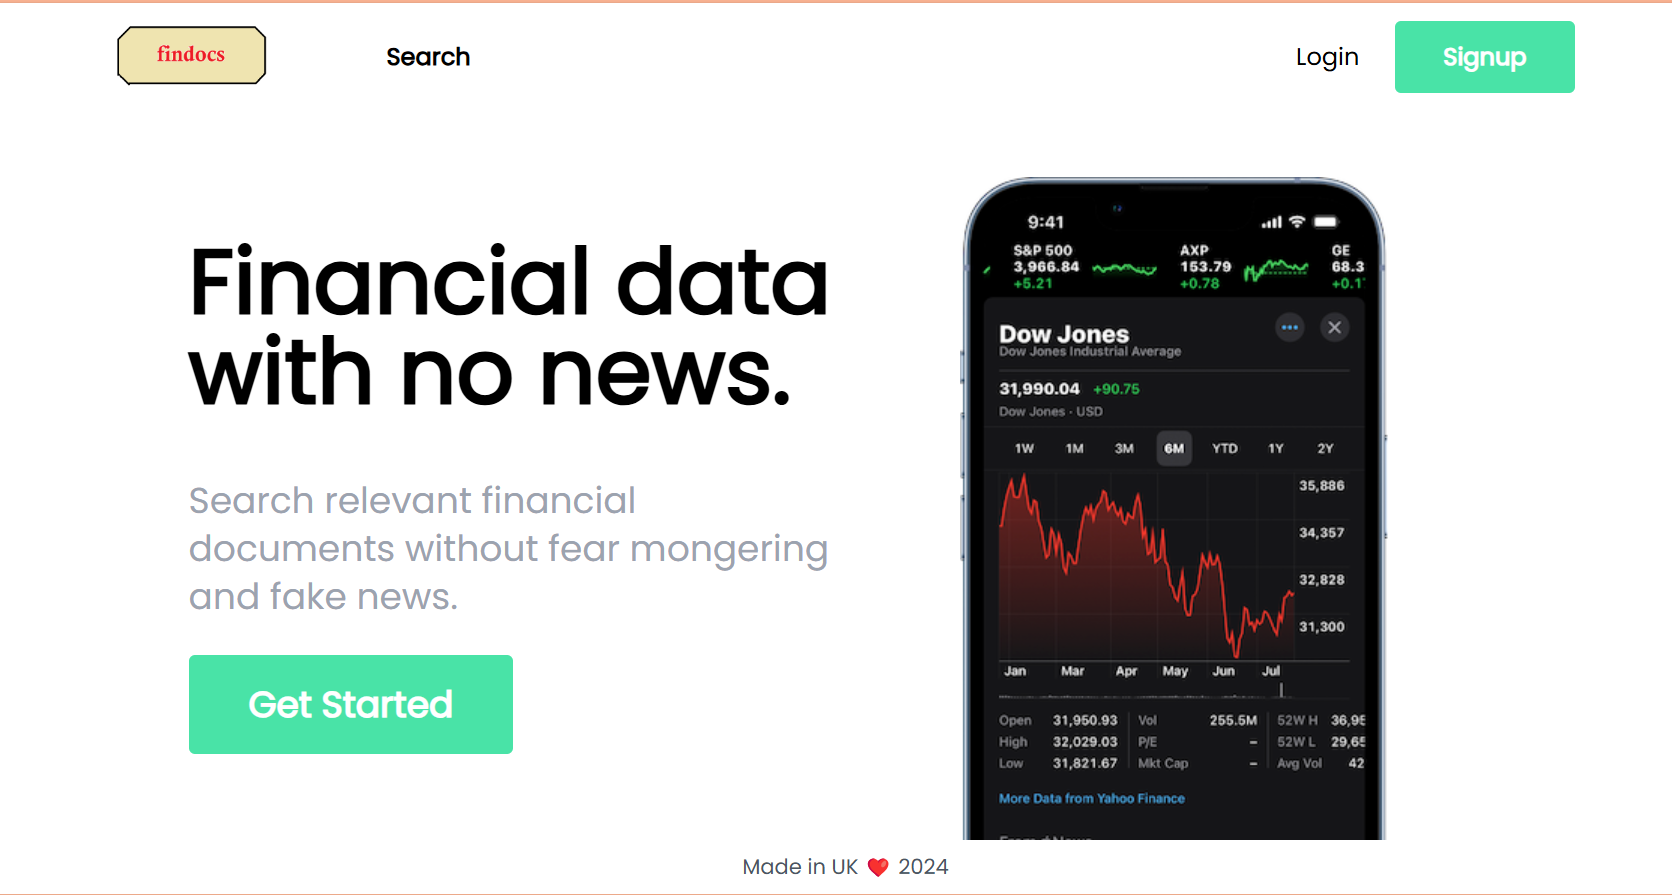 findocs
Search
Login
Signup
Financial data
with no news.
Search relevant financial
documents without fear mongering
and fake news.
Get Started
9:41
S&P 500
3,966.84
+5.21
AXP
153.79
+0.78
GE
68.3
+0.1
Dow Jones
Dow Jones Industrial Average
31,990.04 +90.75
Dow Jones · USD
1W 1M 3M 6M YTD 1Y 2Y
35,886
34,357
32,828
31,300
Jan Mar Apr May Jun Jul
Open 31,950.93 Vol 255.5M 52W H 36,95
High 32,029.03 P/E – 52W L 29,65
Low 31,821.67 Mkt Cap – Avg Vol 42
More Data from Yahoo Finance
Made in UK ❤️ 2024